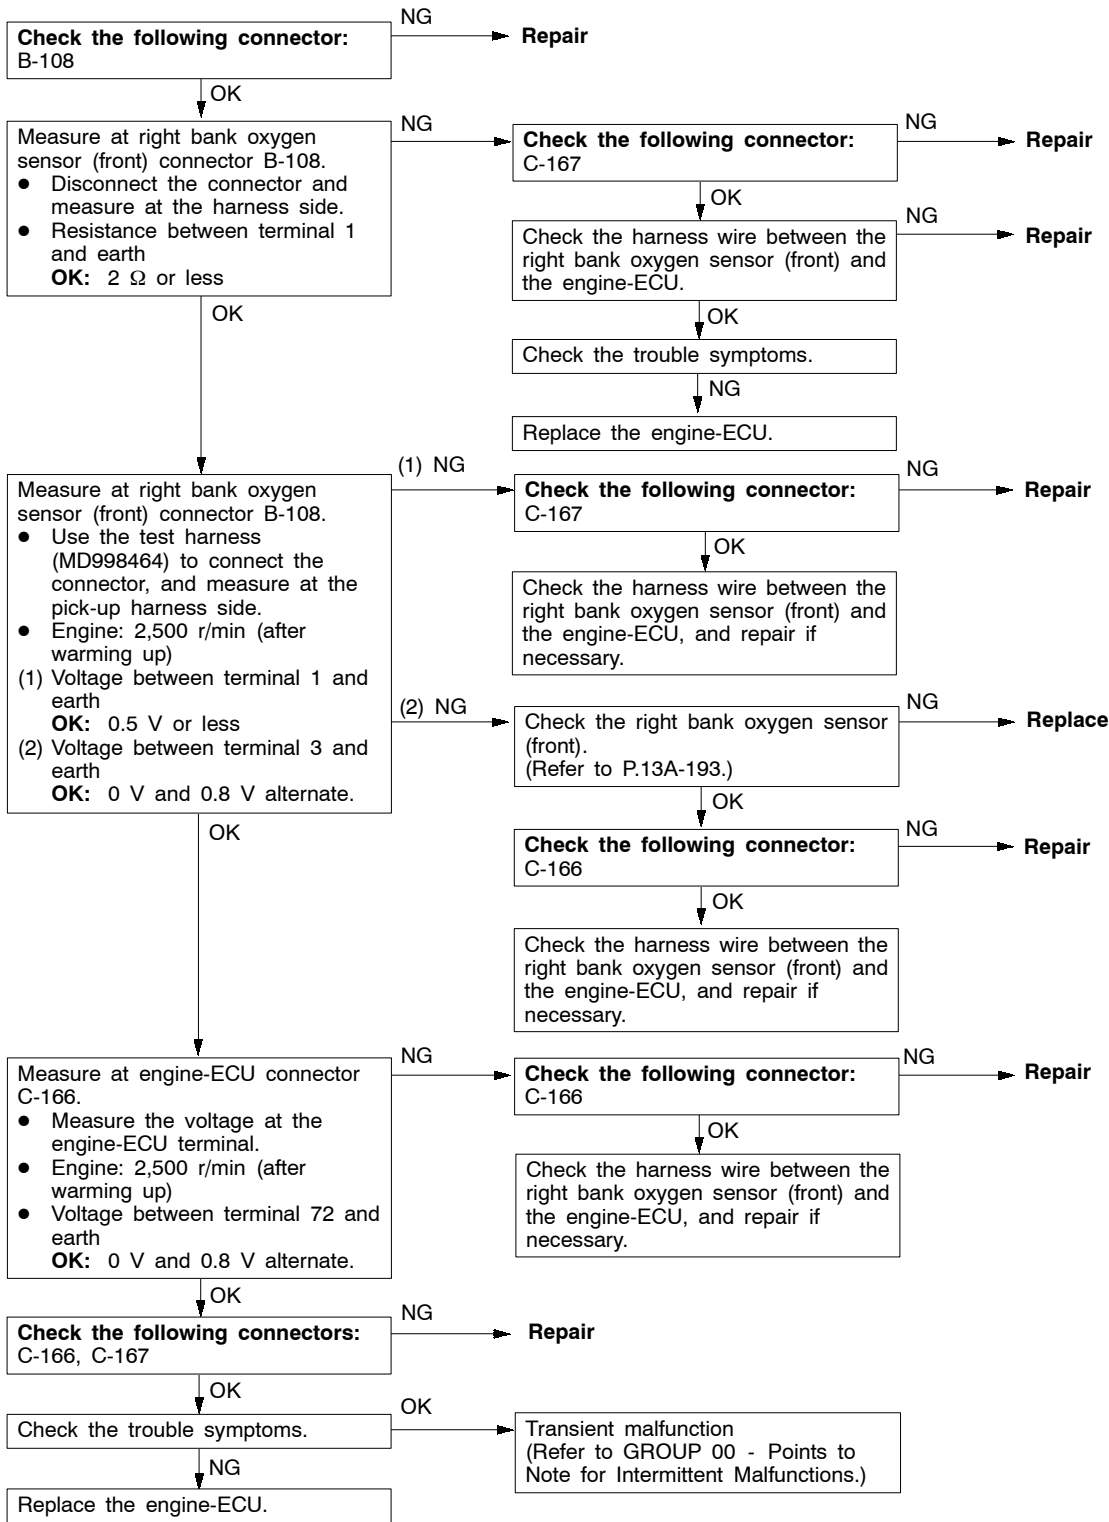 NG
Check the following connector:
B-108
Repair
OK
Measure at right bank oxygen
sensor (front) connector B-108.
● Disconnect the connector and
measure at the harness side.
● Resistance between terminal 1
and earth
OK: 2 Ω or less
NG
Check the following connector:
C-167
NG
Repair
OK
Check the harness wire between the
right bank oxygen sensor (front) and
the engine-ECU.
NG
Repair
OK
Check the trouble symptoms.
NG
Replace the engine-ECU.
OK
Measure at right bank oxygen
sensor (front) connector B-108.
● Use the test harness
(MD998464) to connect the
connector, and measure at the
pick-up harness side.
● Engine: 2,500 r/min (after
warming up)
(1) Voltage between terminal 1 and
earth
OK: 0.5 V or less
(2) Voltage between terminal 3 and
earth
OK: 0 V and 0.8 V alternate.
(1) NG
Check the following connector:
C-167
NG
Repair
OK
Check the harness wire between the
right bank oxygen sensor (front) and
the engine-ECU, and repair if
necessary.
(2) NG
Check the right bank oxygen sensor
(front).
(Refer to P.13A-193.)
NG
Replace
OK
Check the following connector:
C-166
NG
Repair
OK
Check the harness wire between the
right bank oxygen sensor (front) and
the engine-ECU, and repair if
necessary.
OK
Measure at engine-ECU connector
C-166.
● Measure the voltage at the
engine-ECU terminal.
● Engine: 2,500 r/min (after
warming up)
● Voltage between terminal 72 and
earth
OK: 0 V and 0.8 V alternate.
NG
Check the following connector:
C-166
NG
Repair
OK
Check the harness wire between the
right bank oxygen sensor (front) and
the engine-ECU, and repair if
necessary.
OK
Check the following connectors:
C-166, C-167
NG
Repair
OK
Check the trouble symptoms.
OK
Transient malfunction
(Refer to GROUP 00 - Points to
Note for Intermittent Malfunctions.)
NG
Replace the engine-ECU.